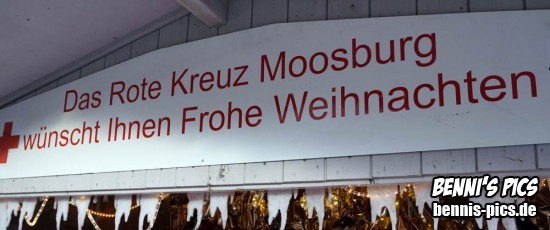 Das Rote Kreuz Moosburg
wünscht Ihnen Frohe Weihnachten
BENNI'S PICS
bennis-pics.de